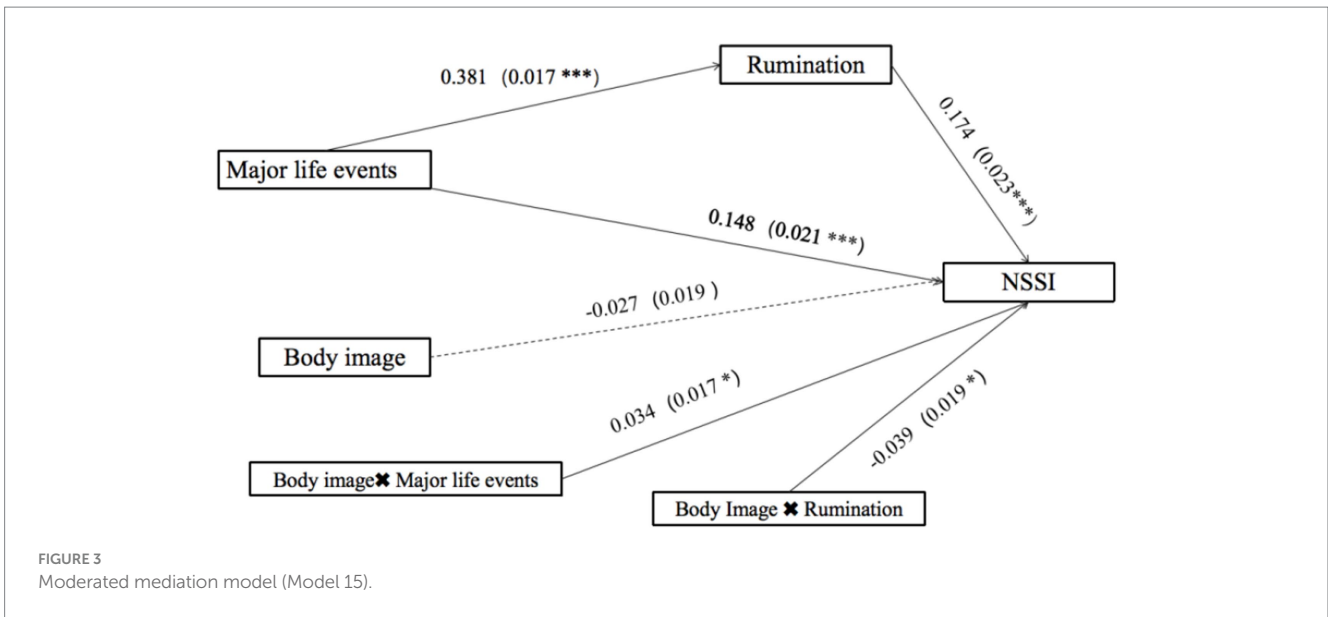 Rumination
0.381 (0.017 ***)
0.174 (0.023***)
Major life events
0.148 (0.021 ***)
NSSI
-0.027 (0.019 )
Body image
0.034 (0.017 *)
-0.039 (0.019 *)
Body image✖ Major life events
Body Image ✖ Rumination
FIGURE 3
Moderated mediation model (Model 15).